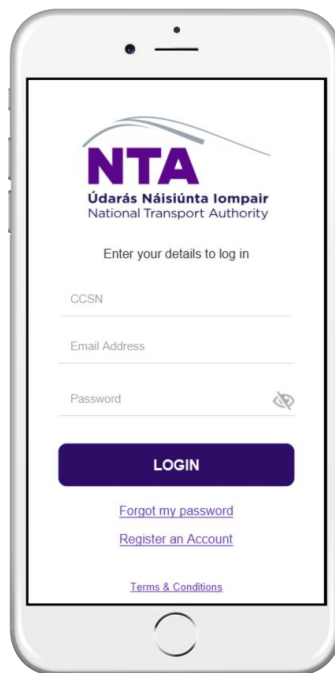 NTA
Údarás Náisiúnta Iompair
National Transport Authority
Enter your details to log in
CCSN
Email Address
Password
LOGIN
Forgot my password
Register an Account
Terms & Conditions